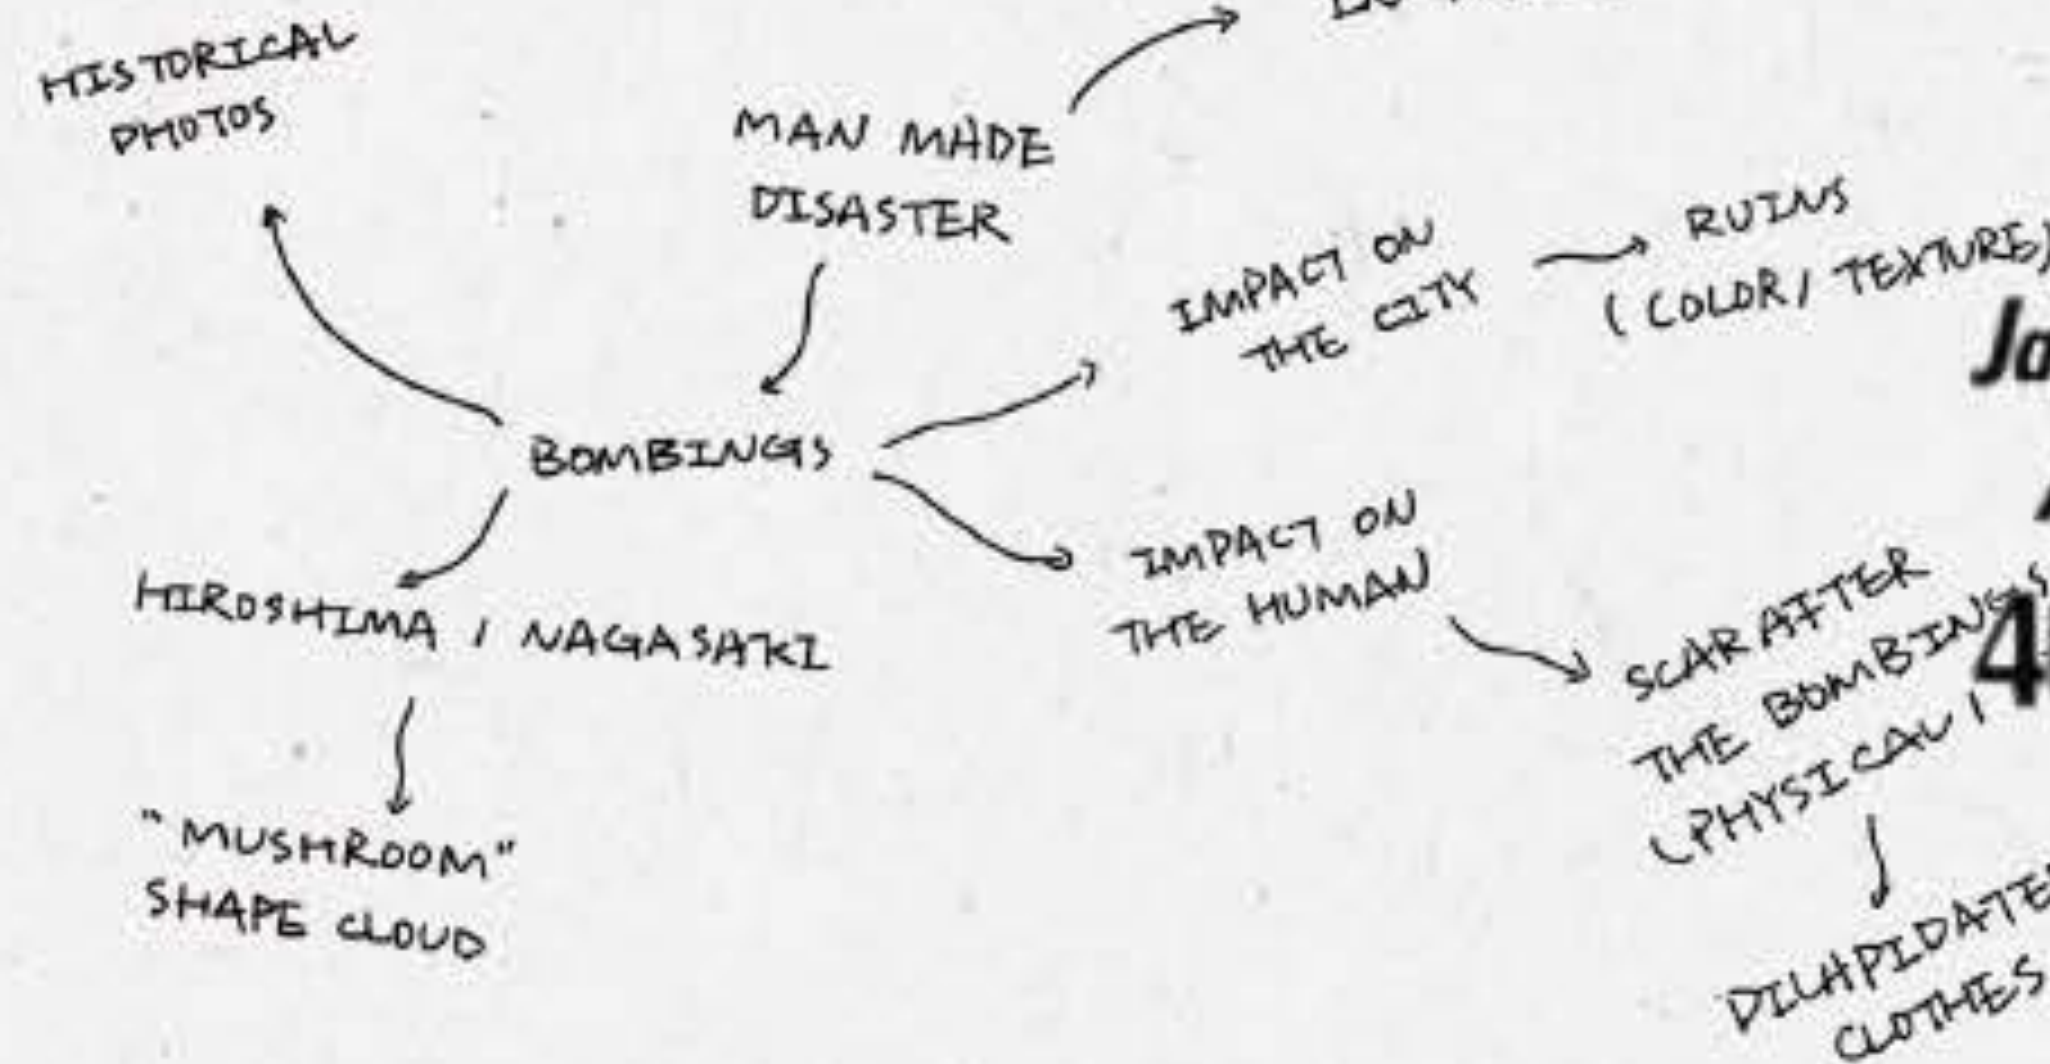 HISTORICAL
PHOTOS
MAN MADE
DISASTER
IMPACT ON
THE CITY
RUINS
(COLOR/ TEXTURE)
BOMBINGS
HIROSHIMA / NAGASAKI
"MUSHROOM"
SHAPE CLOUD
IMPACT ON
THE HUMAN
SCAR AFTER
THE BOMBINGS
(PHYSICAL/
CLOTHES